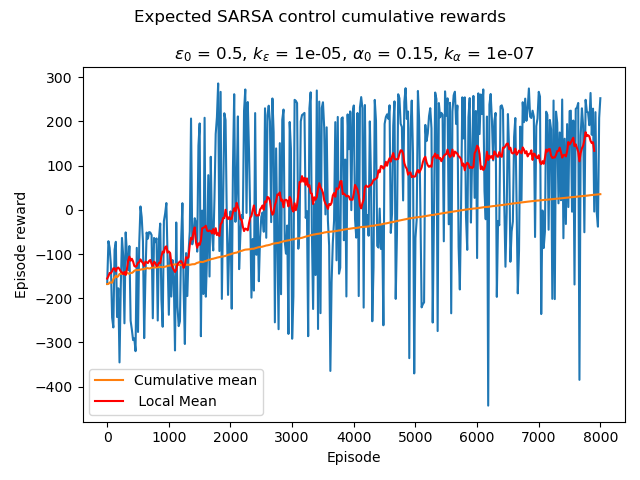 Expected SARSA control cumulative rewards
ε₀ = 0.5, kε = 1e-05, α₀ = 0.15, kα = 1e-07
300
200
100
0
−100
−200
−300
−400
Episode reward
Cumulative mean
Local Mean
0 1000 2000 3000 4000 5000 6000 7000 8000
Episode